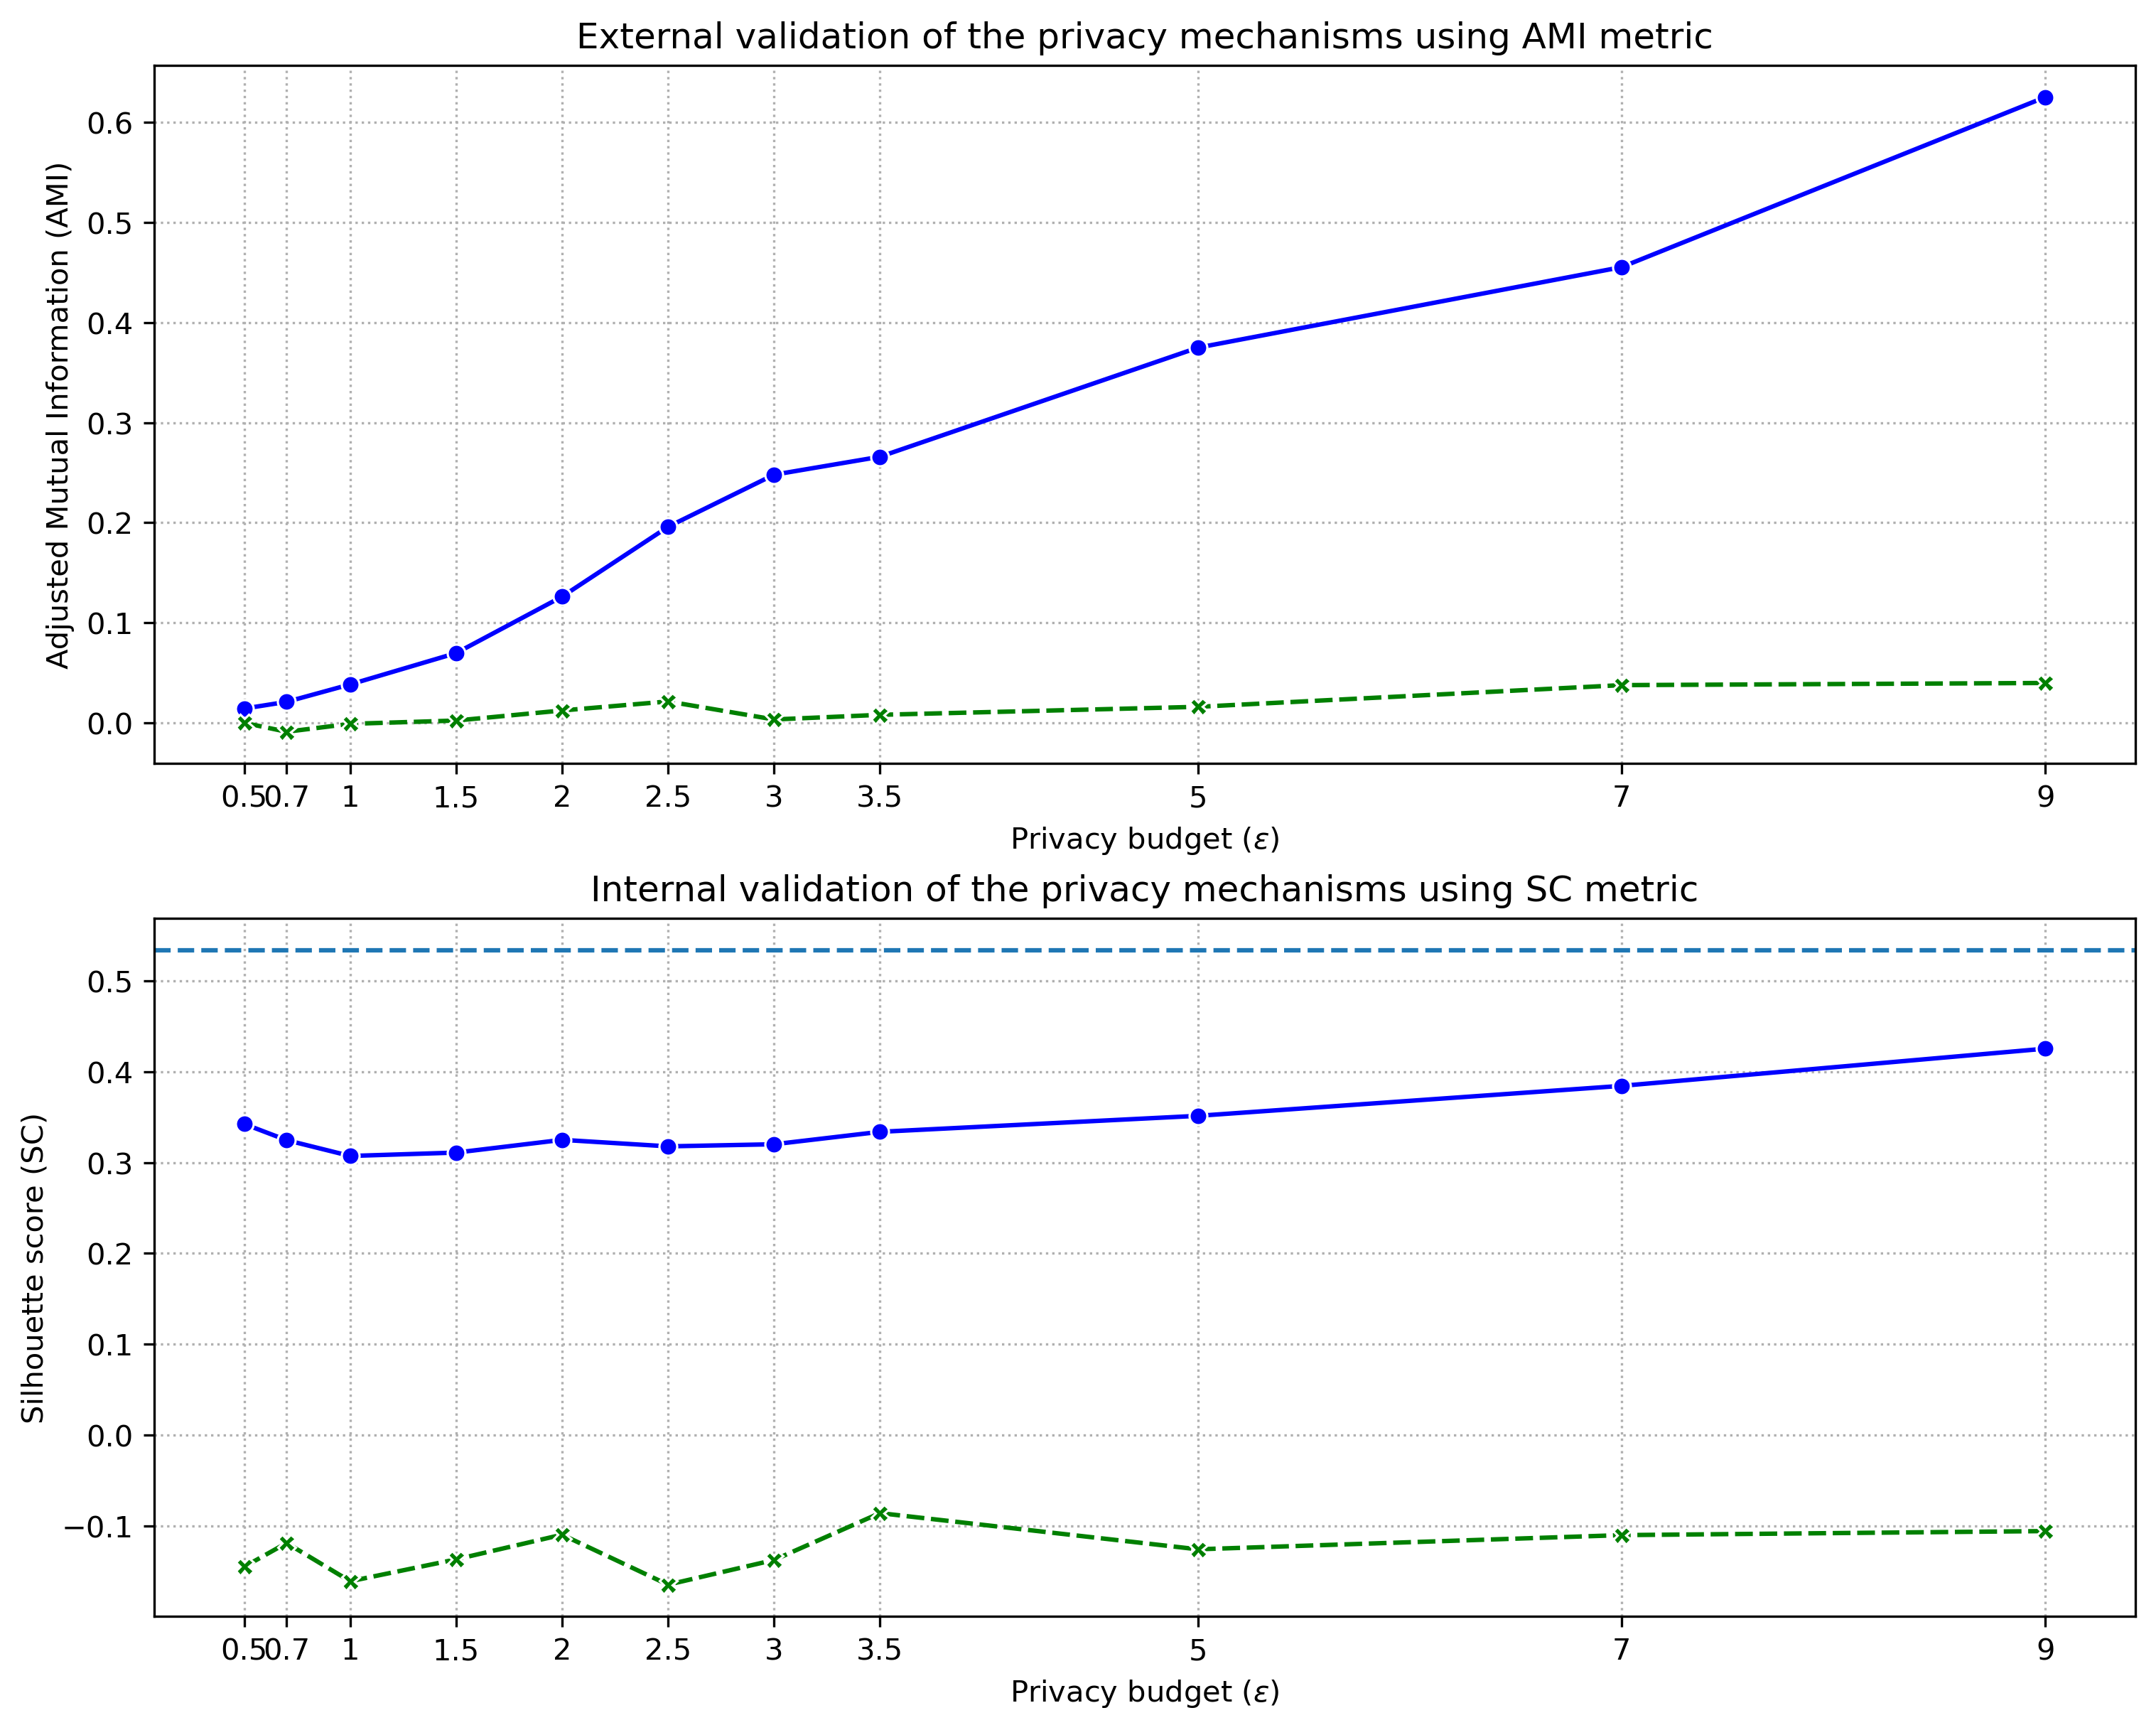 External validation of the privacy mechanisms using AMI metric
Adjusted Mutual Information (AMI)
0.6
0.5
0.4
0.3
0.2
0.1
0.0
0.5 0.7 1 1.5 2 2.5 3 3.5 5 7 9
Privacy budget (ε)
Internal validation of the privacy mechanisms using SC metric
Silhouette score (SC)
0.5
0.4
0.3
0.2
0.1
0.0
−0.1
0.5 0.7 1 1.5 2 2.5 3 3.5 5 7 9
Privacy budget (ε)